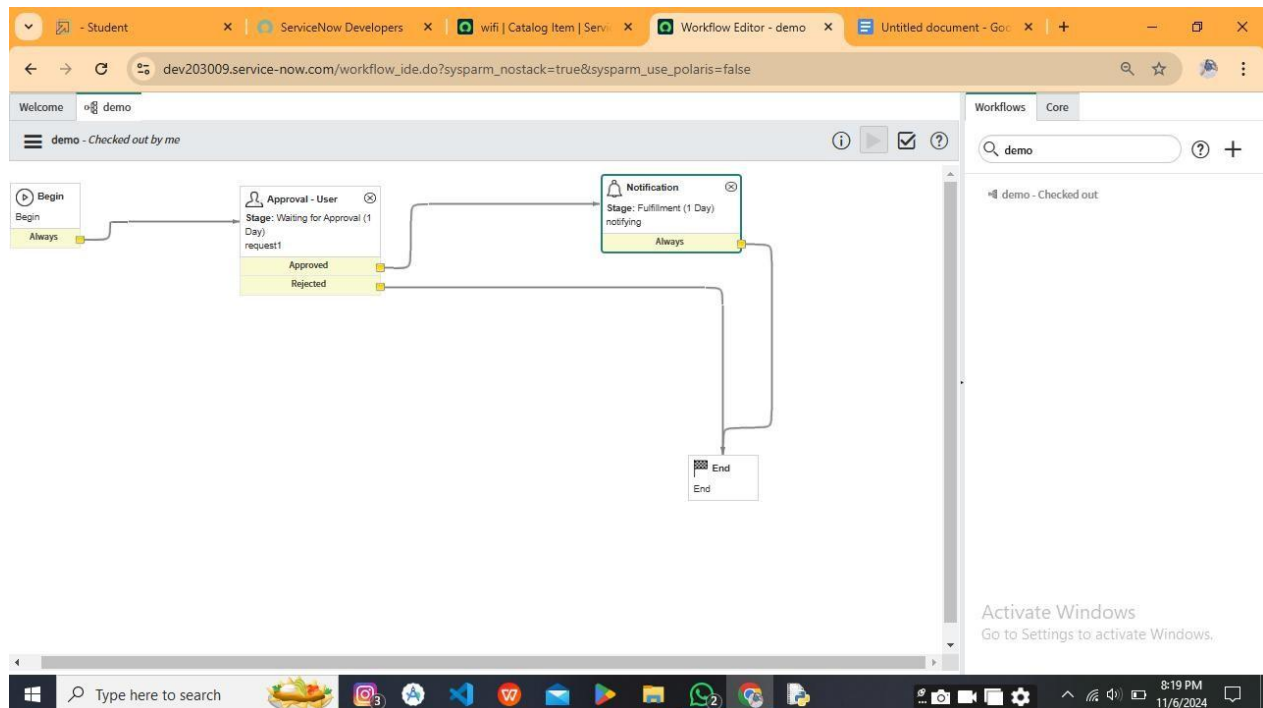 - Student
ServiceNow Developers
wifi | Catalog Item | Servi
Workflow Editor - demo
Untitled document - Goo
dev203009.service-now.com/workflow_ide.do?sysparm_nostack=true&sysparm_use_polaris=false
Welcome
demo
Workflows
Core
demo - Checked out by me
demo
Begin
Begin
Always
Approval - User
Stage: Waiting for Approval (1
Day)
request1
Approved
Rejected
Notification
Stage: Fulfillment (1 Day)
notifying
Always
End
End
demo - Checked out
Activate Windows
Go to Settings to activate Windows.
Type here to search
3
2
8:19 PM
11/6/2024